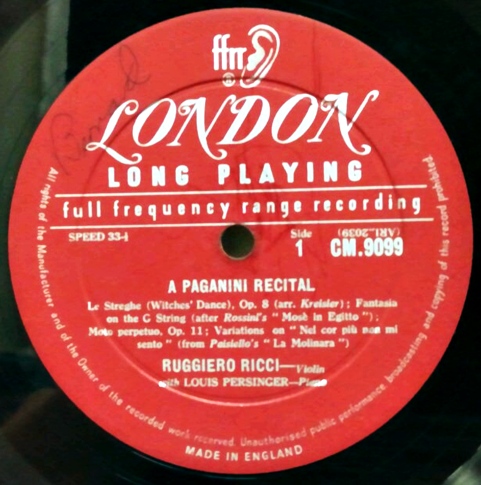 ffrr
®
LONDON
LONG PLAYING
full frequency range recording
SPEED 33⅓
Side
1
(ARL"2039)
CM.9099
A PAGANINI RECITAL
Le Streghe (Witches' Dance), Op. 8 (arr. Kreisler); Fantasia
on the G String (after Rossini's " Mosè in Egitto ");
Moto perpetuo, Op. 11; Variations on "Nel cor più non mi
sento" (from Paisiello's " La Molinara ")
RUGGIERO RICCI—Violin
with LOUIS PERSINGER—Piano
All rights of the Manufacturer and of the Owner of the recorded work reserved. Unauthorised public performance, broadcasting and copying of this record prohibited.
MADE IN ENGLAND